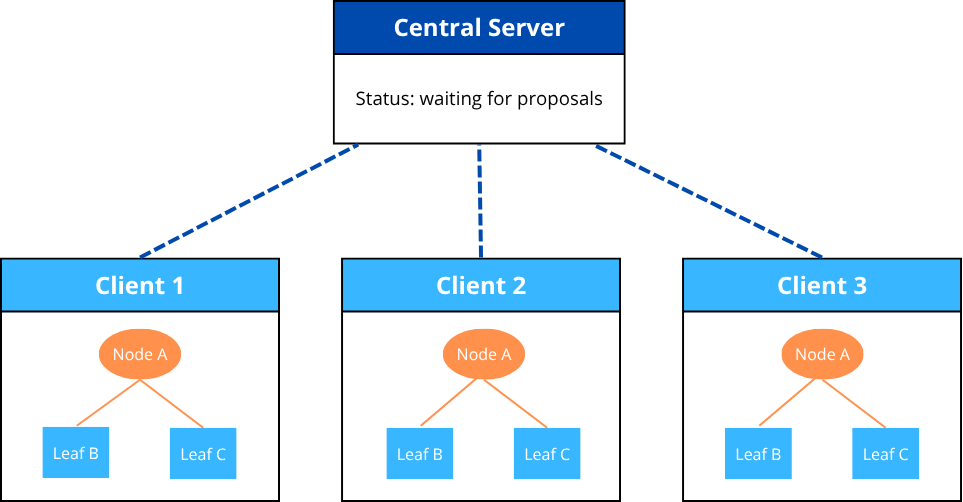 Central Server
Status: waiting for proposals
Client 1
Node A
Leaf B
Leaf C
Client 2
Node A
Leaf B
Leaf C
Client 3
Node A
Leaf B
Leaf C